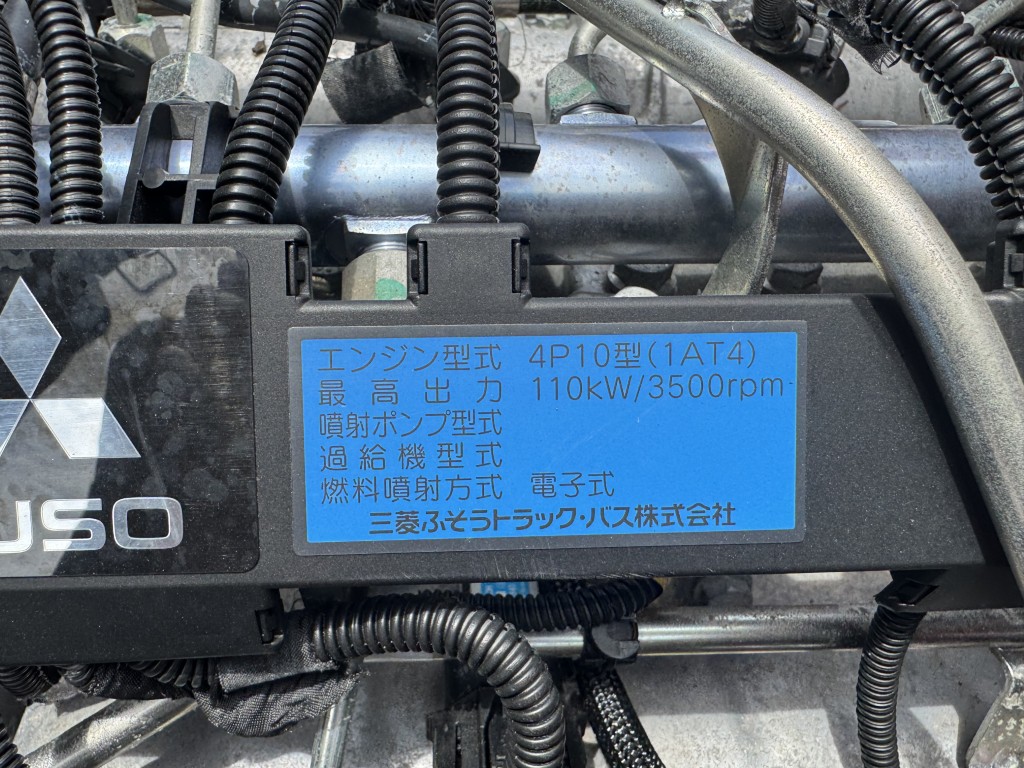 エンジン型式 4P10型(1AT4)
最高出力 110kW/3500rpm
噴射ポンプ型式
過給機型式
燃料噴射方式 電子式
三菱ふそうトラック・バス株式会社
USO